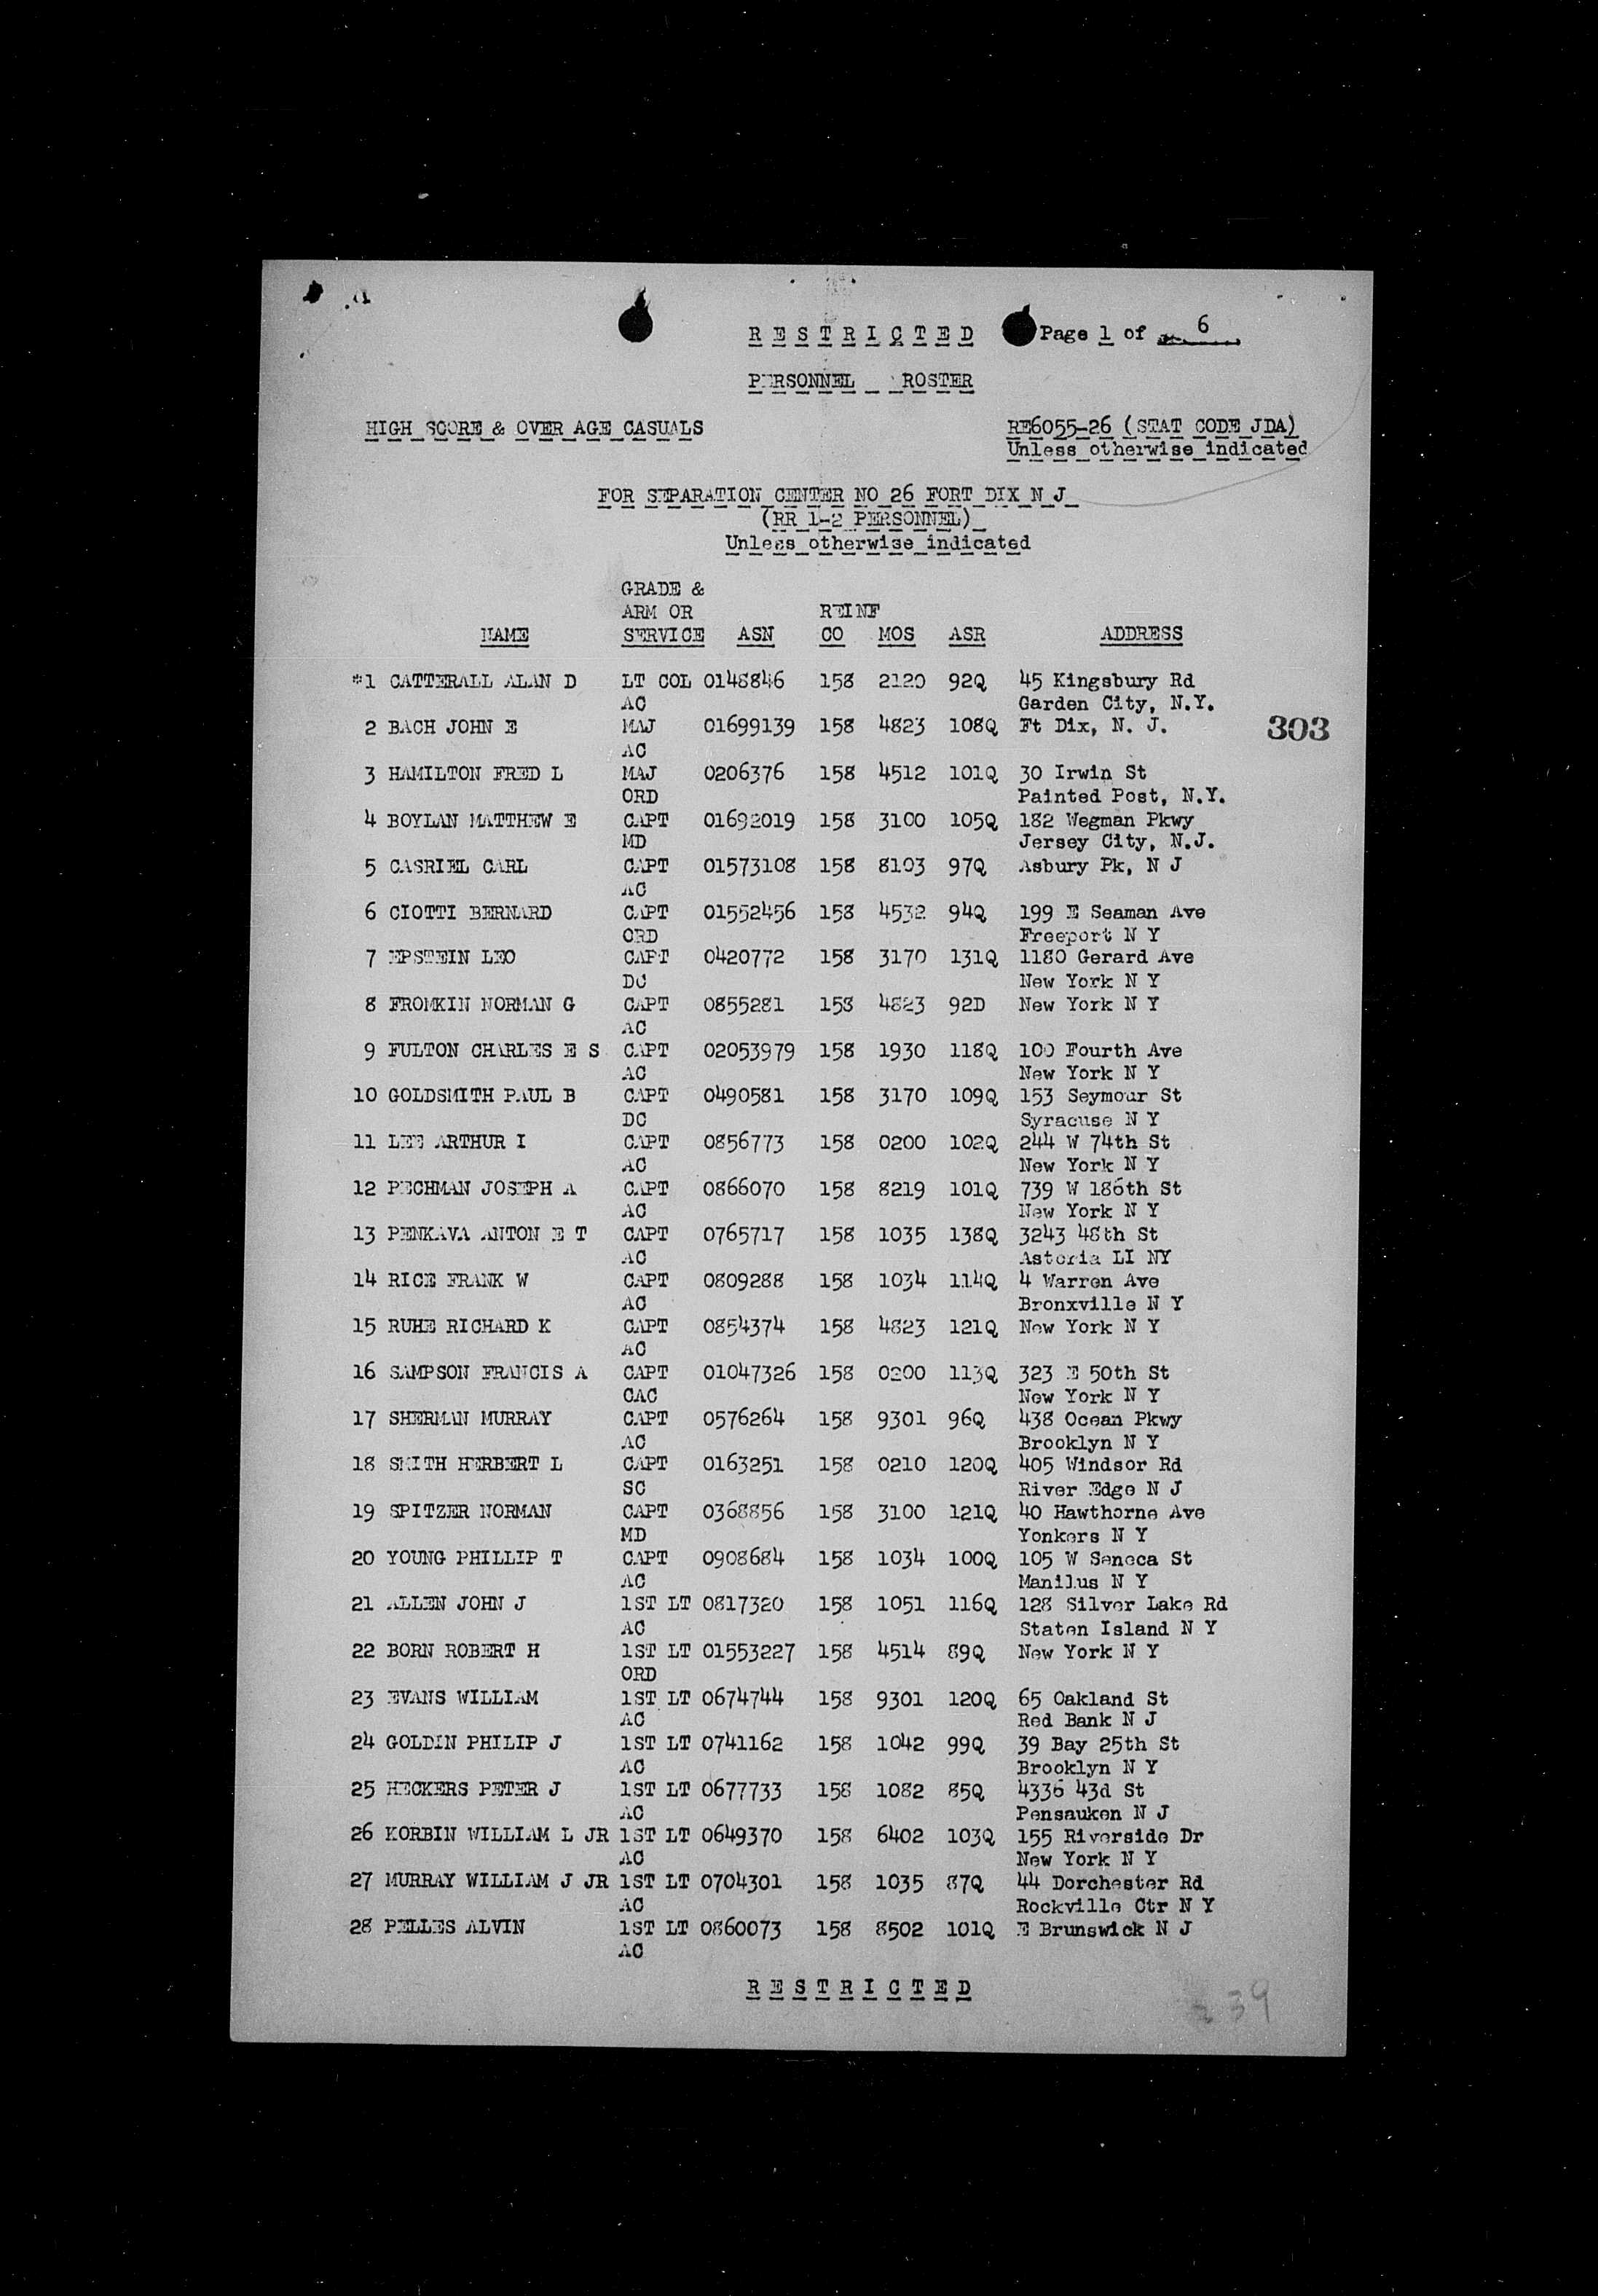 R E S T R I C T E D Page 1 of 6
PERSONNEL ROSTER
HIGH SCORE & OVER AGE CASUALS RE6055-26 (STAT CODE JDA)
Unless otherwise indicated
FOR SEPARATION CENTER NO 26 FORT DIX N J
(RR 1-2 PERSONNEL)
Unless otherwise indicated
GRADE &
ARM OR REINF
NAME SERVICE ASN CO MOS ASR ADDRESS
*1 CATTERALL ALAN D LT COL 0148846 158 2120 92Q 45 Kingsbury Rd
AC Garden City, N.Y.
2 BACH JOHN E MAJ 01699139 158 4823 108Q Ft Dix, N. J. 303
AC
3 HAMILTON FRED L MAJ 0206376 158 4512 101Q 30 Irwin St
ORD Painted Post, N.Y.
4 BOYLAN MATTHEW E CAPT 01692019 158 3100 105Q 182 Wegman Pkwy
MD Jersey City, N.J.
5 CASRIEL CARL CAPT 01573108 158 8103 97Q Asbury Pk, N J
AC
6 CIOTTI BERNARD CAPT 01552456 158 4532 94Q 199 E Seaman Ave
ORD Freeport N Y
7 EPSTEIN LEO CAPT 0420772 158 3170 131Q 1180 Gerard Ave
DC New York N Y
8 FROMKIN NORMAN G CAPT 0855281 158 4823 92D New York N Y
AC
9 FULTON CHARLES E S CAPT 02053979 158 1930 118Q 100 Fourth Ave
AC New York N Y
10 GOLDSMITH PAUL B CAPT 0490581 158 3170 109Q 153 Seymour St
DC Syracuse N Y
11 LEE ARTHUR I CAPT 0856773 158 0200 102Q 244 W 74th St
AC New York N Y
12 PECHMAN JOSEPH A CAPT 0866070 158 8219 101Q 739 W 186th St
AC New York N Y
13 PENKAVA ANTON E T CAPT 0765717 158 1035 138Q 3243 48th St
AC Astoria LI NY
14 RICE FRANK W CAPT 0809288 158 1034 114Q 4 Warren Ave
AC Bronxville N Y
15 RUHE RICHARD K CAPT 0854374 158 4823 121Q New York N Y
AC
16 SAMPSON FRANCIS A CAPT 01047326 158 0200 113Q 323 E 50th St
CAC New York N Y
17 SHERMAN MURRAY CAPT 0576264 158 9301 96Q 438 Ocean Pkwy
AC Brooklyn N Y
18 SMITH HERBERT L CAPT 0163251 158 0210 120Q 405 Windsor Rd
SC River Edge N J
19 SPITZER NORMAN CAPT 0368856 158 3100 121Q 40 Hawthorne Ave
MD Yonkers N Y
20 YOUNG PHILLIP T CAPT 0908684 158 1034 100Q 105 W Seneca St
AC Manilus N Y
21 ALLEN JOHN J 1ST LT 0817320 158 1051 116Q 128 Silver Lake Rd
AC Staten Island N Y
22 BORN ROBERT H 1ST LT 01553227 158 4514 89Q New York N Y
ORD
23 EVANS WILLIAM 1ST LT 0674744 158 9301 120Q 65 Oakland St
AC Red Bank N J
24 GOLDIN PHILIP J 1ST LT 0741162 158 1042 99Q 39 Bay 25th St
AC Brooklyn N Y
25 HECKERS PETER J 1ST LT 0677733 158 1082 85Q 4336 43d St
AC Pensauken N J
26 KORBIN WILLIAM L JR 1ST LT 0649370 158 6402 103Q 155 Riverside Dr
AC New York N Y
27 MURRAY WILLIAM J JR 1ST LT 0704301 158 1035 87Q 44 Dorchester Rd
AC Rockville Ctr N Y
28 PELLES ALVIN 1ST LT 0860073 158 8502 101Q E Brunswick N J
AC
R E S T R I C T E D